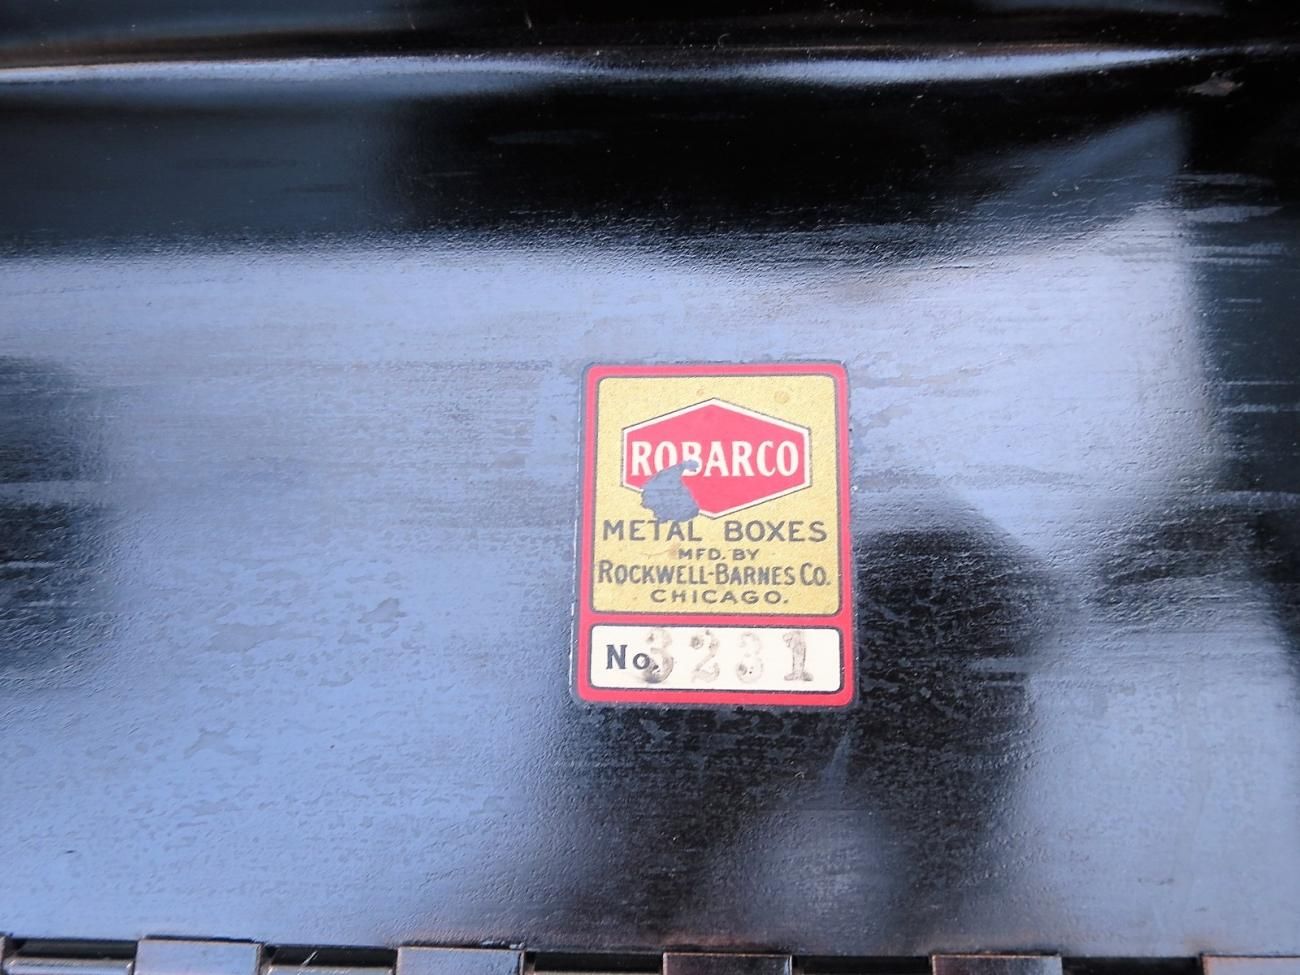 ROBARCO
METAL BOXES
MFD. BY
ROCKWELL-BARNES CO.
CHICAGO.
No. 3231